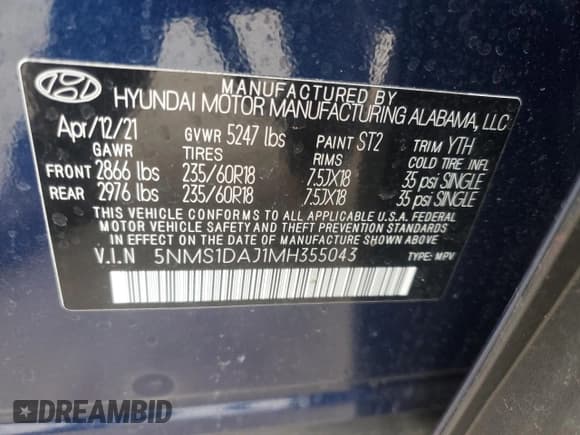 MANUFACTURED BY
HYUNDAI MOTOR MANUFACTURING ALABAMA, LLC
Apr/12/21 GVWR 5247 lbs PAINT ST2 TRIM YTH
GAWR TIRES RIMS COLD TIRE INFL
FRONT 2866 lbs 235/60R18 7.5JX18 35 psi SINGLE
REAR 2976 lbs 235/60R18 7.5JX18 35 psi SINGLE
THIS VEHICLE CONFORMS TO ALL APPLICABLE U.S.A. FEDERAL
MOTOR VEHICLE SAFETY, BUMPER, AND THEFT PREVENTION
STANDARDS IN EFFECT ON THE DATE OF MANUFACTURE SHOWN ABOVE.
V.I.N 5NMS1DAJ1MH355043 TYPE: MPV
DREAMBID